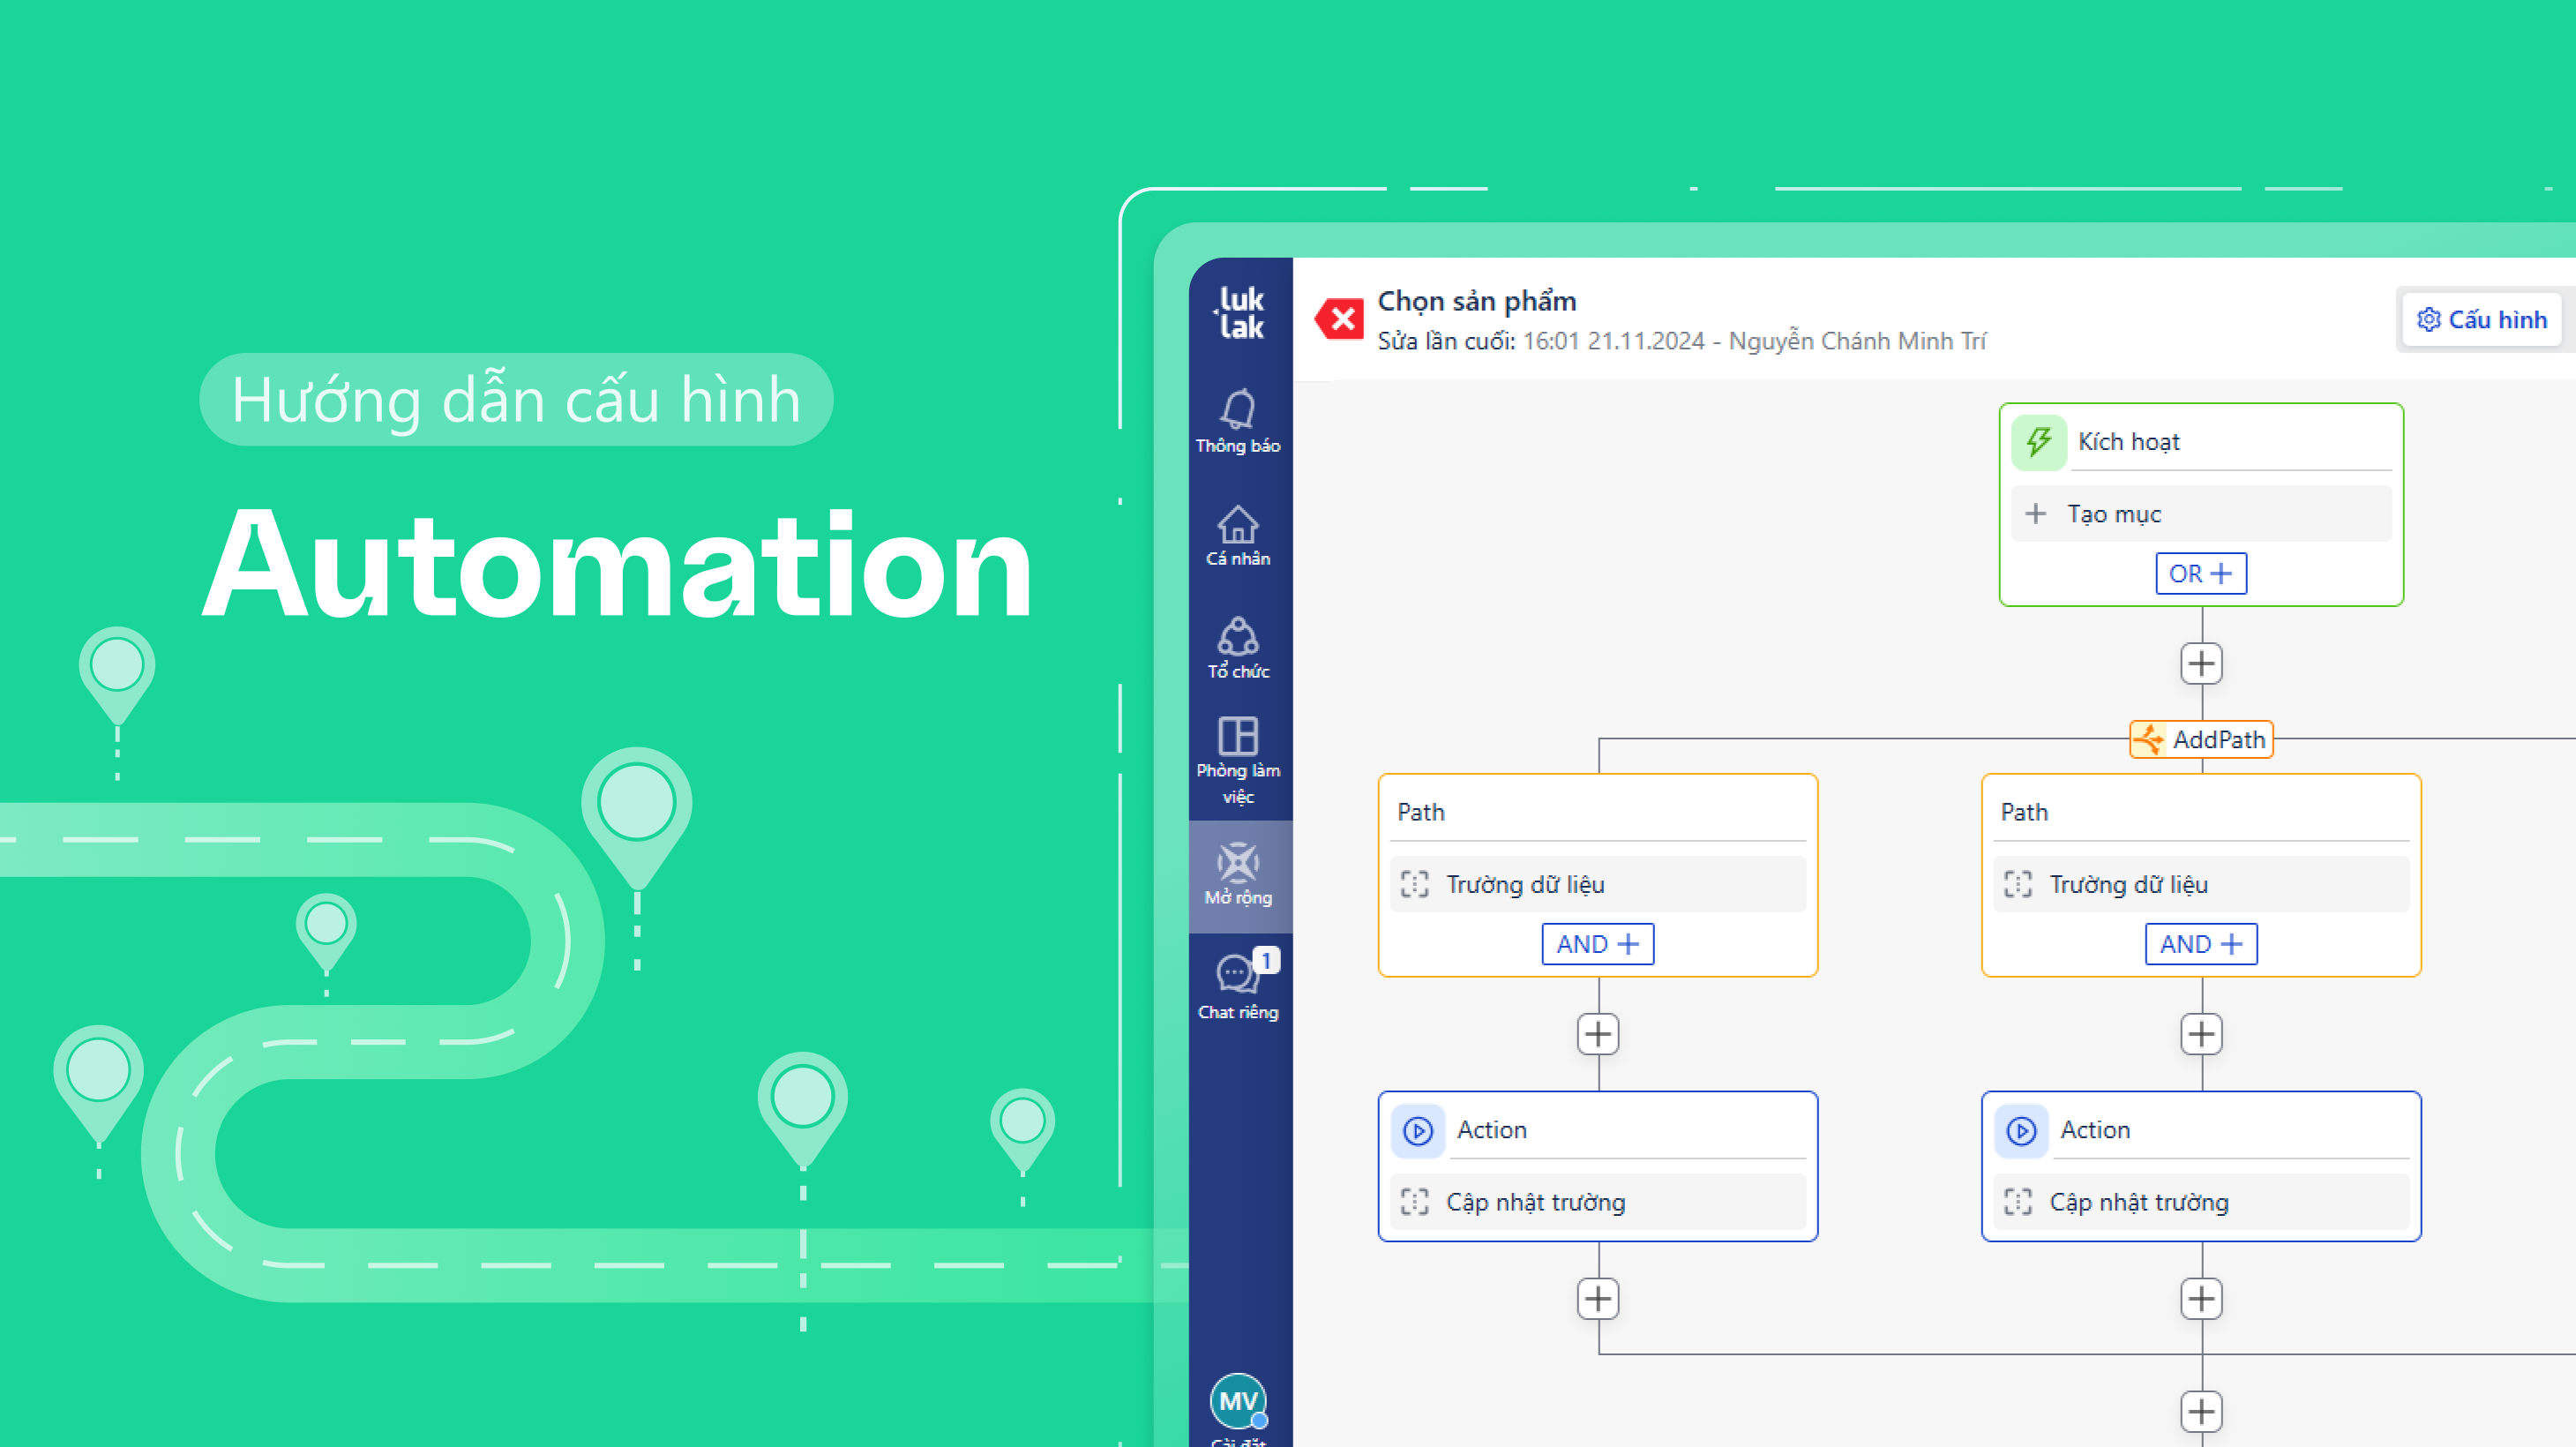 Hướng dẫn cấu hình
Automation
luk
lak
Thông báo
Cá nhân
Tổ chức
Phòng làm
việc
Mở rộng
1
Chat riêng
MV
Cài đặt
Chọn sản phẩm
Sửa lần cuối: 16:01 21.11.2024 - Nguyễn Chánh Minh Trí
Cấu hình
Kích hoạt
Tạo mục
OR
AddPath
Path
Trường dữ liệu
AND
Action
Cập nhật trường
Path
Trường dữ liệu
AND
Action
Cập nhật trường